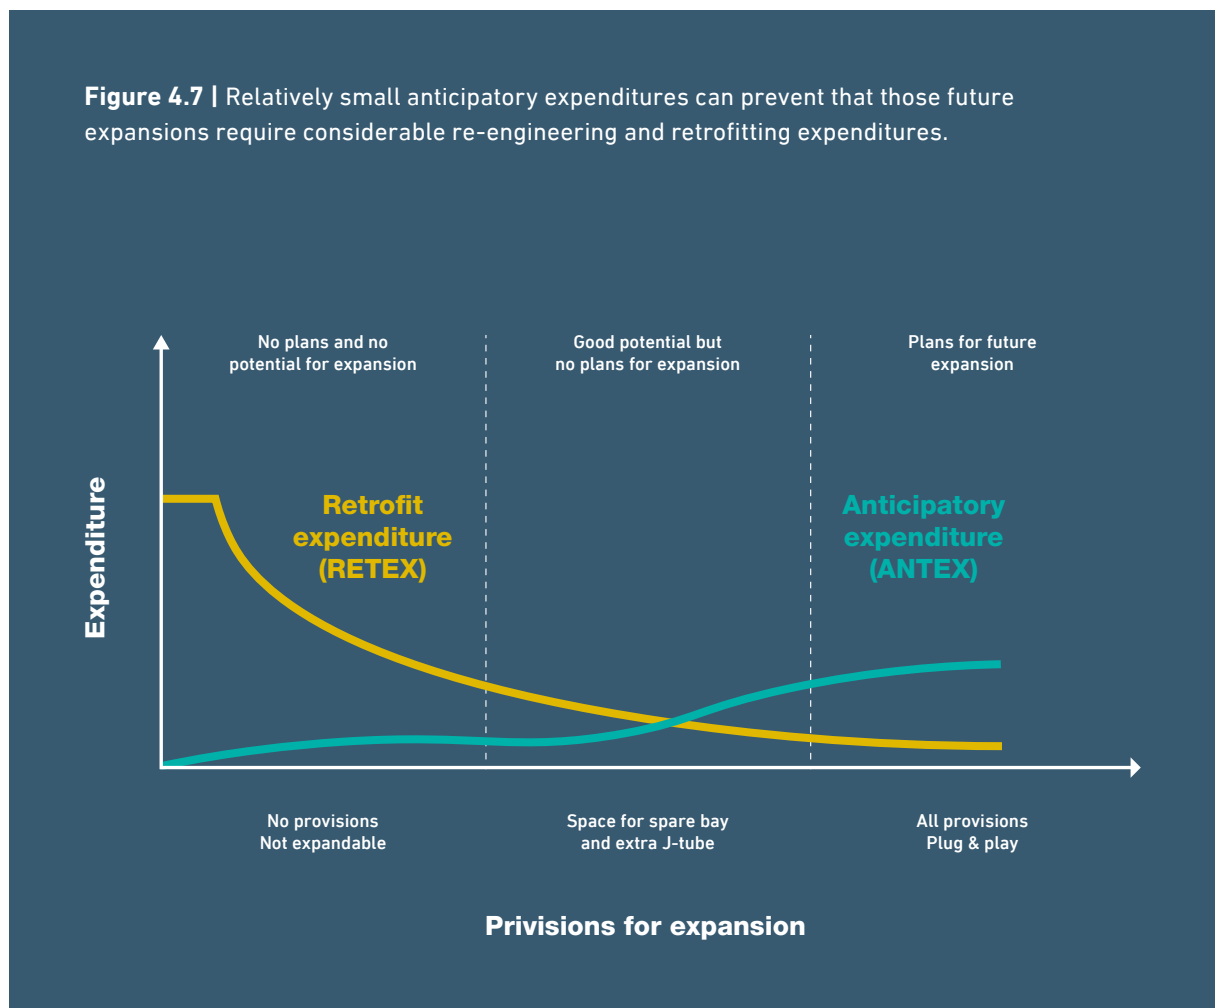 Figure 4.7 | Relatively small anticipatory expenditures can prevent that those future
expansions require considerable re-engineering and retrofitting expenditures.
No plans and no
potential for expansion
Good potential but
no plans for expansion
Plans for future
expansion
Expenditure
Retrofit
expenditure
(RETEX)
Anticipatory
expenditure
(ANTEX)
No provisions
Not expandable
Space for spare bay
and extra J-tube
All provisions
Plug & play
Privisions for expansion